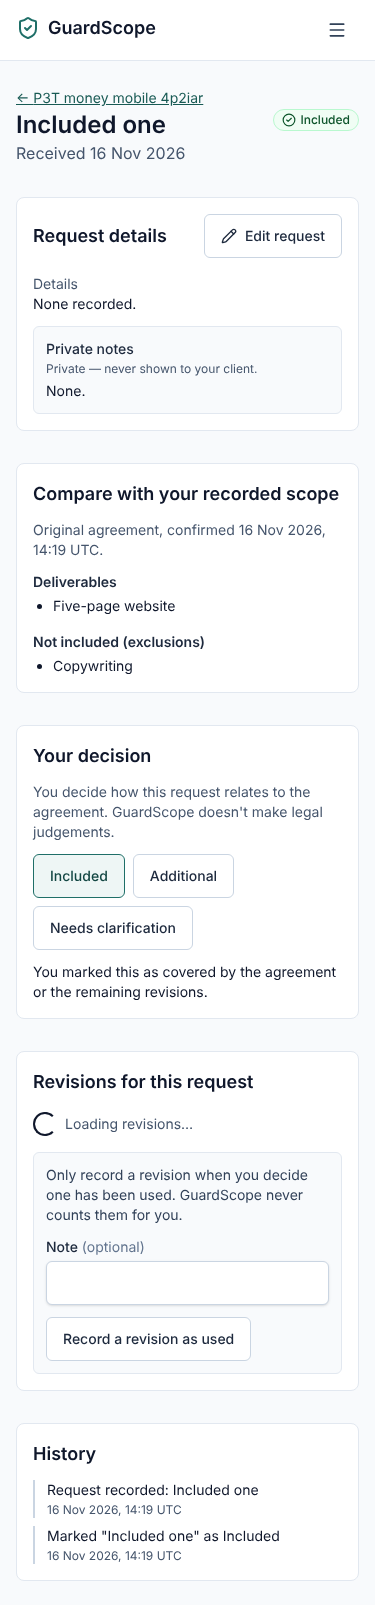 GuardScope
← P3T money mobile 4p2iar
Included one
Included
Received 16 Nov 2026
Request details
Edit request
Details
None recorded.
Private notes
Private — never shown to your client.
None.
Compare with your recorded scope
Original agreement, confirmed 16 Nov 2026,
14:19 UTC.
Deliverables
• Five-page website
Not included (exclusions)
• Copywriting
Your decision
You decide how this request relates to the
agreement. GuardScope doesn't make legal
judgements.
Included
Additional
Needs clarification
You marked this as covered by the agreement
or the remaining revisions.
Revisions for this request
Loading revisions...
Only record a revision when you decide
one has been used. GuardScope never
counts them for you.
Note (optional)
Record a revision as used
History
Request recorded: Included one
16 Nov 2026, 14:19 UTC
Marked "Included one" as Included
16 Nov 2026, 14:19 UTC